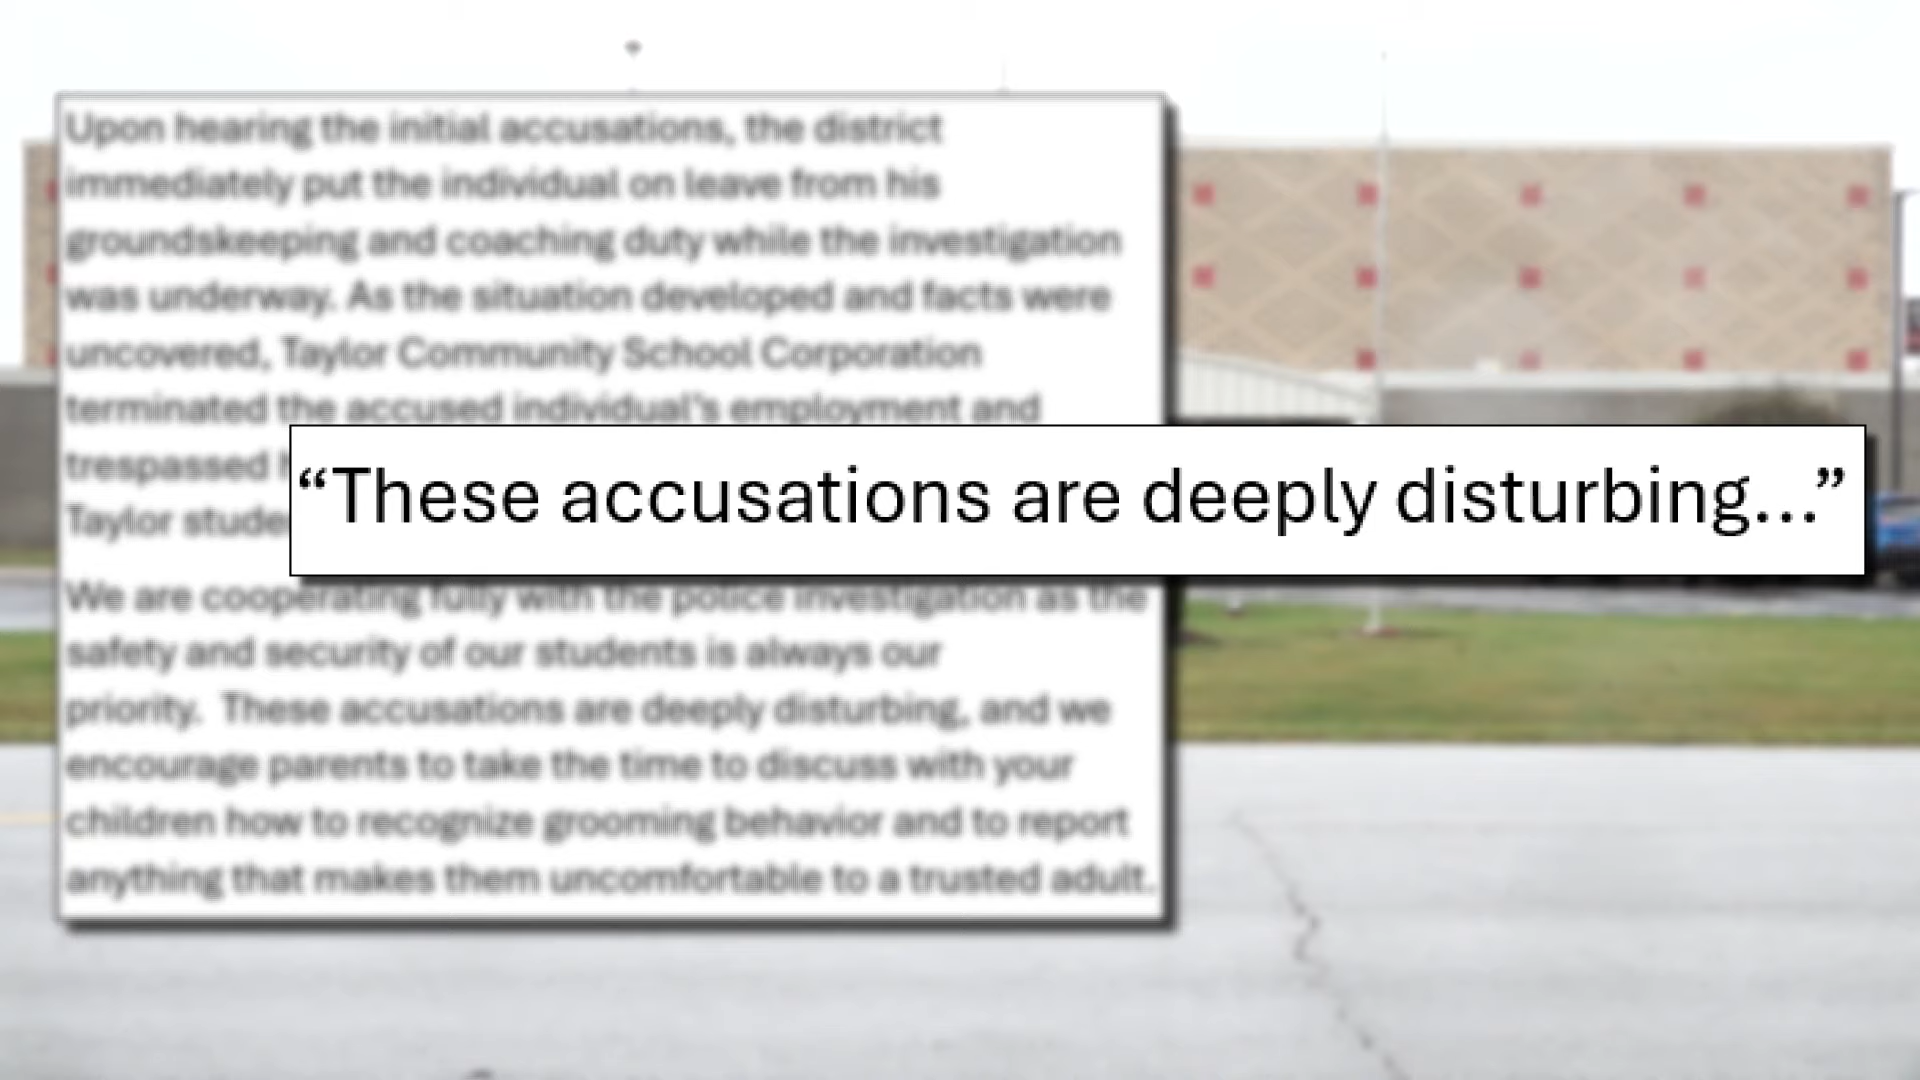 Upon hearing the initial accusations, the district
immediately put the individual on leave from his
groundskeeping and coaching duty while the investigation
was underway. As the situation developed and facts were
uncovered, Taylor Community School Corporation
terminated the accused individual's employment and
trespassed
Taylor
“These accusations are deeply disturbing...”
We are cooperating fully with the police investigation as the
safety and security of our students is always our
priority.  These accusations are deeply disturbing, and we
encourage parents to take the time to discuss with your
children how to recognize grooming behavior and to report
anything that makes them uncomfortable to a trusted adult.